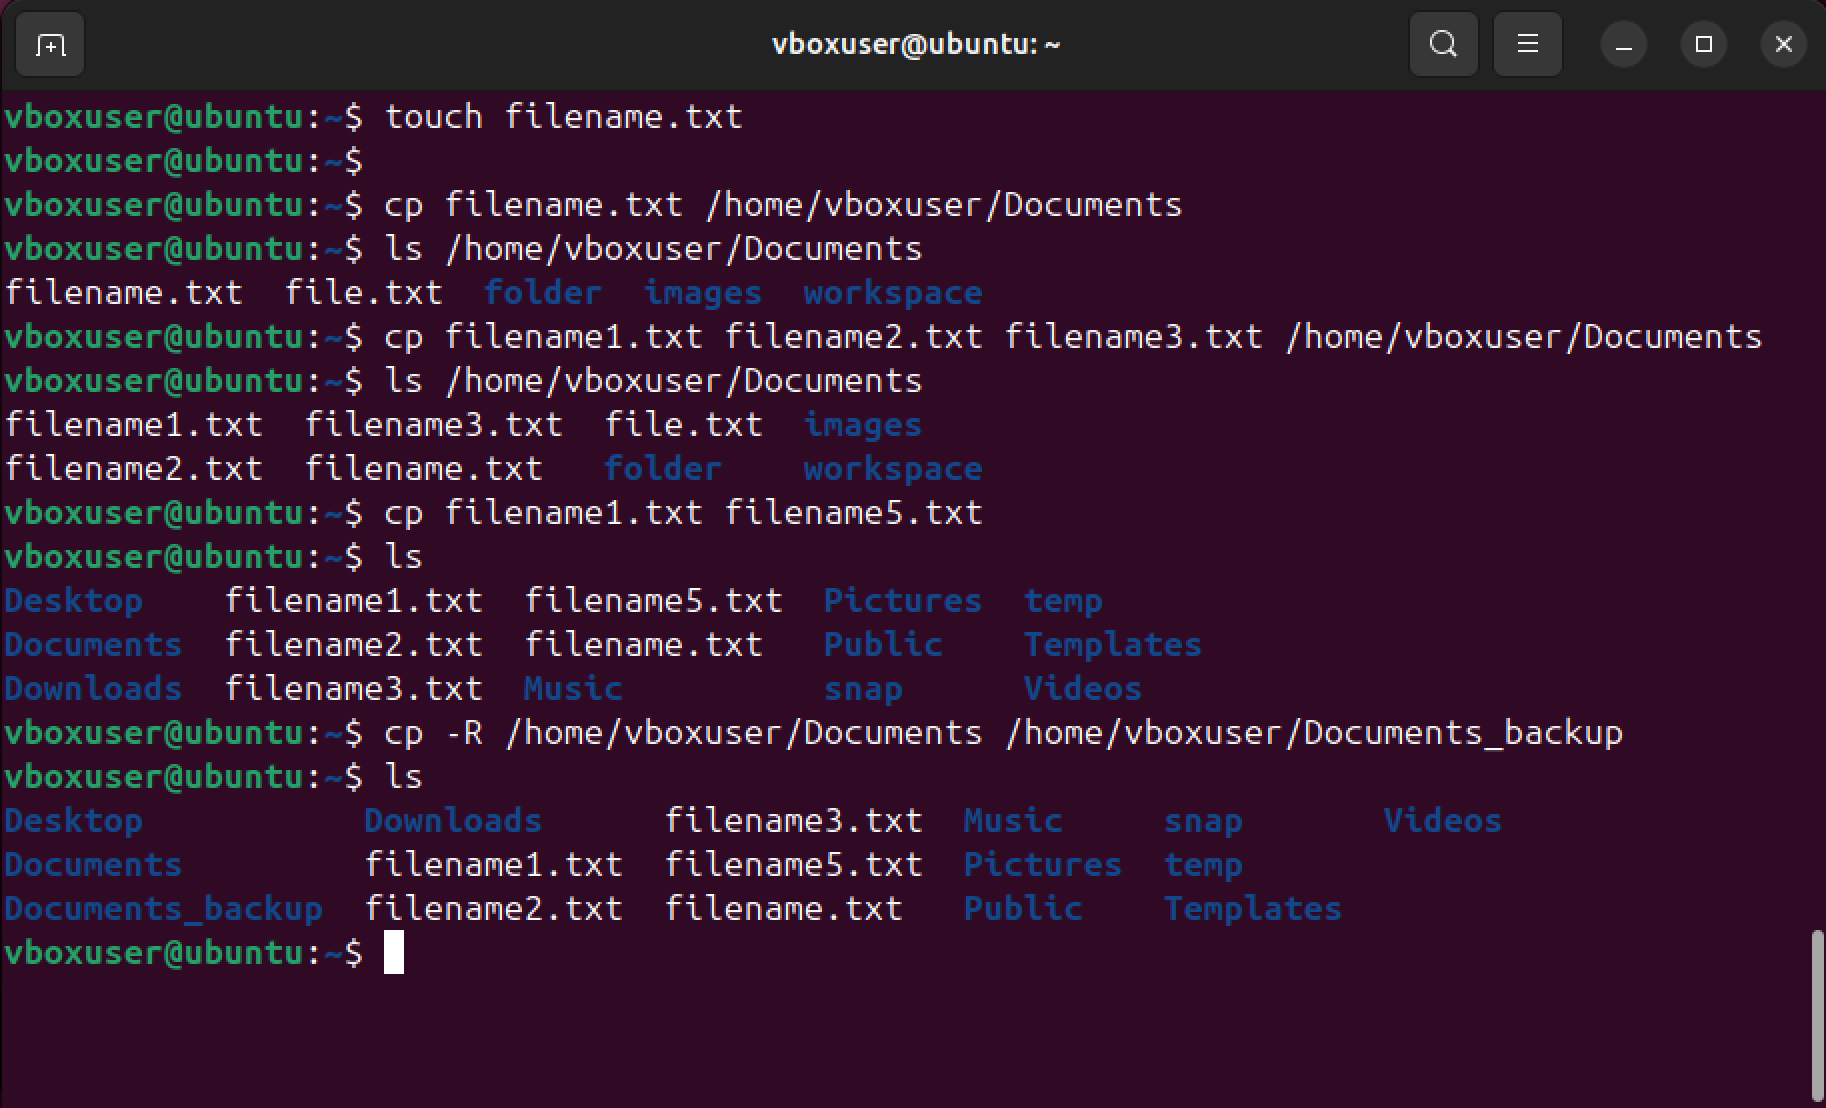 vboxuser@ubuntu: ~
vboxuser@ubuntu:~$ touch filename.txt
vboxuser@ubuntu:~$
vboxuser@ubuntu:~$ cp filename.txt /home/vboxuser/Documents
vboxuser@ubuntu:~$ ls /home/vboxuser/Documents
filename.txt  file.txt  folder  images  workspace
vboxuser@ubuntu:~$ cp filename1.txt filename2.txt filename3.txt /home/vboxuser/Documents
vboxuser@ubuntu:~$ ls /home/vboxuser/Documents
filename1.txt  filename3.txt  file.txt  images
filename2.txt  filename.txt   folder    workspace
vboxuser@ubuntu:~$ cp filename1.txt filename5.txt
vboxuser@ubuntu:~$ ls
Desktop    filename1.txt  filename5.txt  Pictures  temp
Documents  filename2.txt  filename.txt   Public    Templates
Downloads  filename3.txt  Music          snap      Videos
vboxuser@ubuntu:~$ cp -R /home/vboxuser/Documents /home/vboxuser/Documents_backup
vboxuser@ubuntu:~$ ls
Desktop           Downloads      filename3.txt  Music     snap       Videos
Documents         filename1.txt  filename5.txt  Pictures  temp
Documents_backup  filename2.txt  filename.txt   Public    Templates
vboxuser@ubuntu:~$